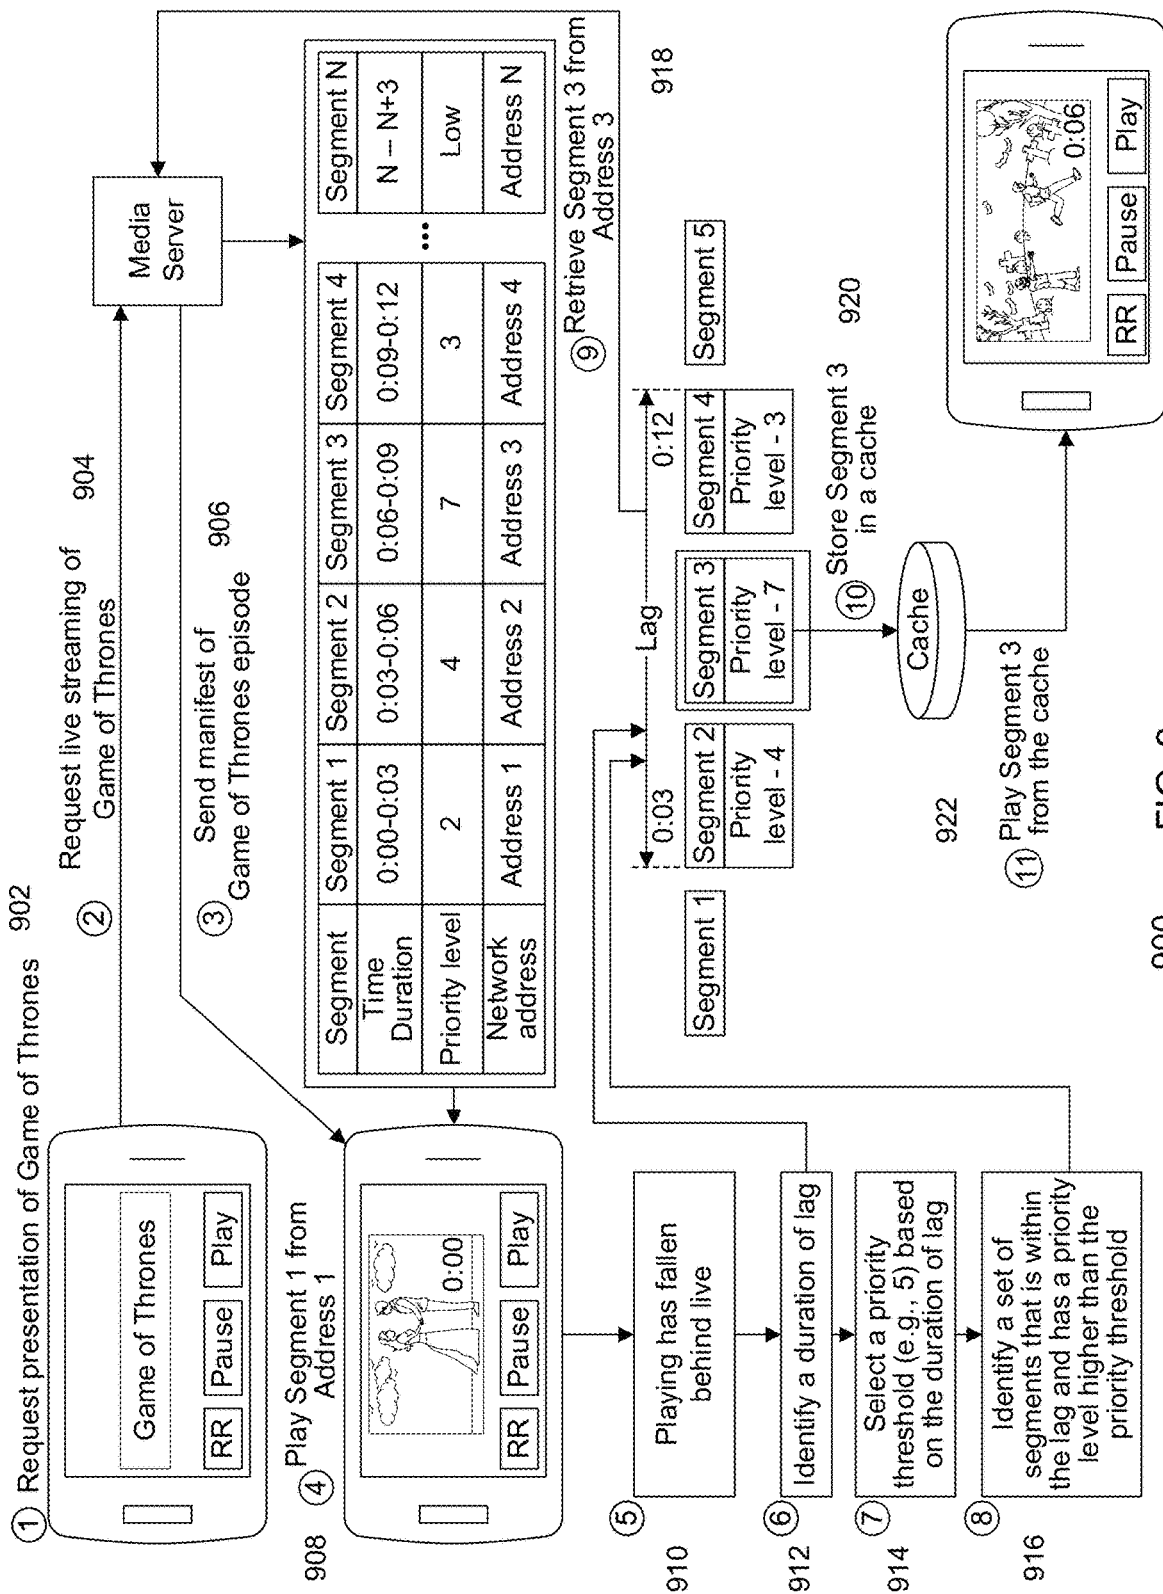 ① Request presentation of Game of Thrones 902
Game of Thrones
RR Pause Play
② Request live streaming of
Game of Thrones
904
Media
Server
③ Send manifest of
Game of Thrones episode
906
④ Play Segment 1 from
Address 1
908
0:00
RR Pause Play
Segment Segment 1 Segment 2 Segment 3 Segment 4 ••• Segment N
Time
Duration
0:00-0:03 0:03-0:06 0:06-0:09 0:09-0:12 N – N+3
Priority level 2 4 7 3 Low
Network
address
Address 1 Address 2 Address 3 Address 4 Address N
⑤ Playing has fallen
behind live
910
⑥ Identify a duration of lag
912
⑦ Select a priority
threshold (e.g., 5) based
on the duration of lag
914
⑧ Identify a set of
segments that is within
the lag and has a priority
level higher than the
priority threshold
916
⑨ Retrieve Segment 3 from
Address 3
918
0:03 Lag 0:12
Segment 1
Segment 2
Priority
level - 4
Segment 3
Priority
level - 7
Segment 4
Priority
level - 3
Segment 5
⑩ Store Segment 3
in a cache
920
Cache
922
⑪ Play Segment 3
from the cache
0:06
RR Pause Play